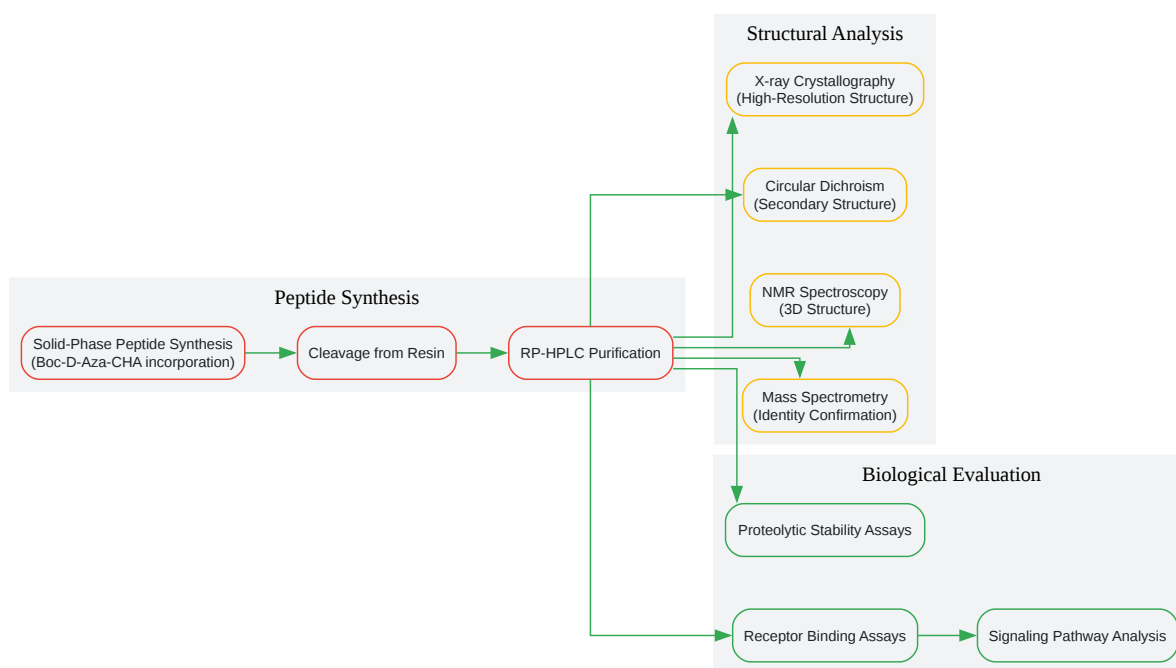 Structural Analysis
X-ray Crystallography
(High-Resolution Structure)
Circular Dichroism
(Secondary Structure)
NMR Spectroscopy
(3D Structure)
Mass Spectrometry
(Identity Confirmation)
Peptide Synthesis
Solid-Phase Peptide Synthesis
(Boc-D-Aza-CHA incorporation)
Cleavage from Resin
RP-HPLC Purification
Biological Evaluation
Proteolytic Stability Assays
Receptor Binding Assays
Signaling Pathway Analysis